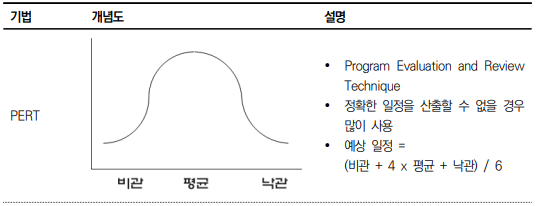 기법 개념도 설명
PERT
비관 평균 낙관
• Program Evaluation and Review
Technique
• 정확한 일정을 산출할 수 없을 경우
많이 사용
• 예상 일정 =
(비관 + 4 x 평균 + 낙관) / 6